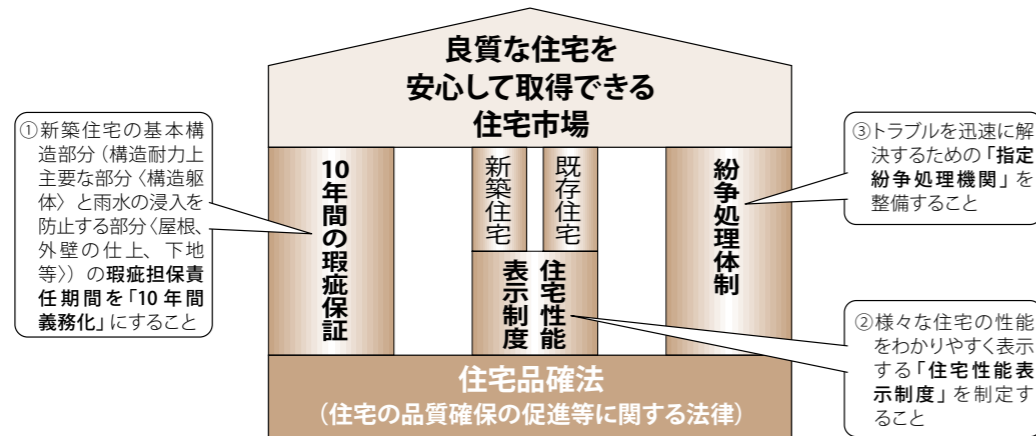 良質な住宅を
安心して取得できる
住宅市場
①新築住宅の基本構
造部分（構造耐力上
主要な部分〈構造躯
体〉と雨水の浸入を
防止する部分〈屋根、
外壁の仕上、下地
等〉）の瑕疵担保責
任期間を「10年間
義務化」にすること
10年間の瑕疵保証
新築住宅
既存住宅
住宅性能
表示制度
紛争処理体制
③トラブルを迅速に解
決するための「指定
紛争処理機関」を
整備すること
②様々な住宅の性能
をわかりやすく表示
する「住宅性能表
示制度」を制定す
ること
住宅品確法
（住宅の品質確保の促進等に関する法律）